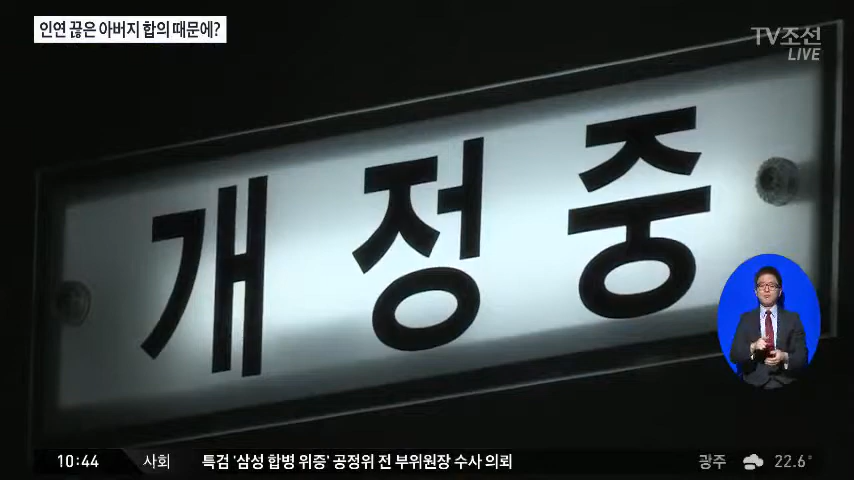 인연 끊은 아버지 합의 때문에?
TV조선
LIVE
개정중
10:44 사회 특검 '삼성 합병 위증' 공정위 전 부위원장 수사 의뢰 광주 22.6°